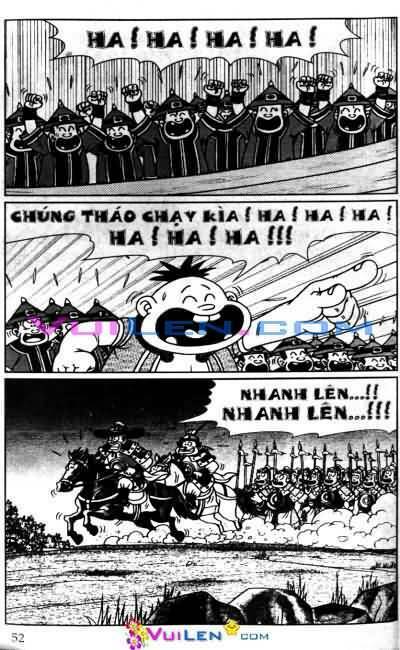 HA! HA! HA! HA!
CHÚNG THÁO CHẠY KÌA! HA! HA! HA!
HA! HA! HA!!!
VuiLen.com
NHANH LÊN...!!
NHANH LÊN...!!!
52
VuiLen.com